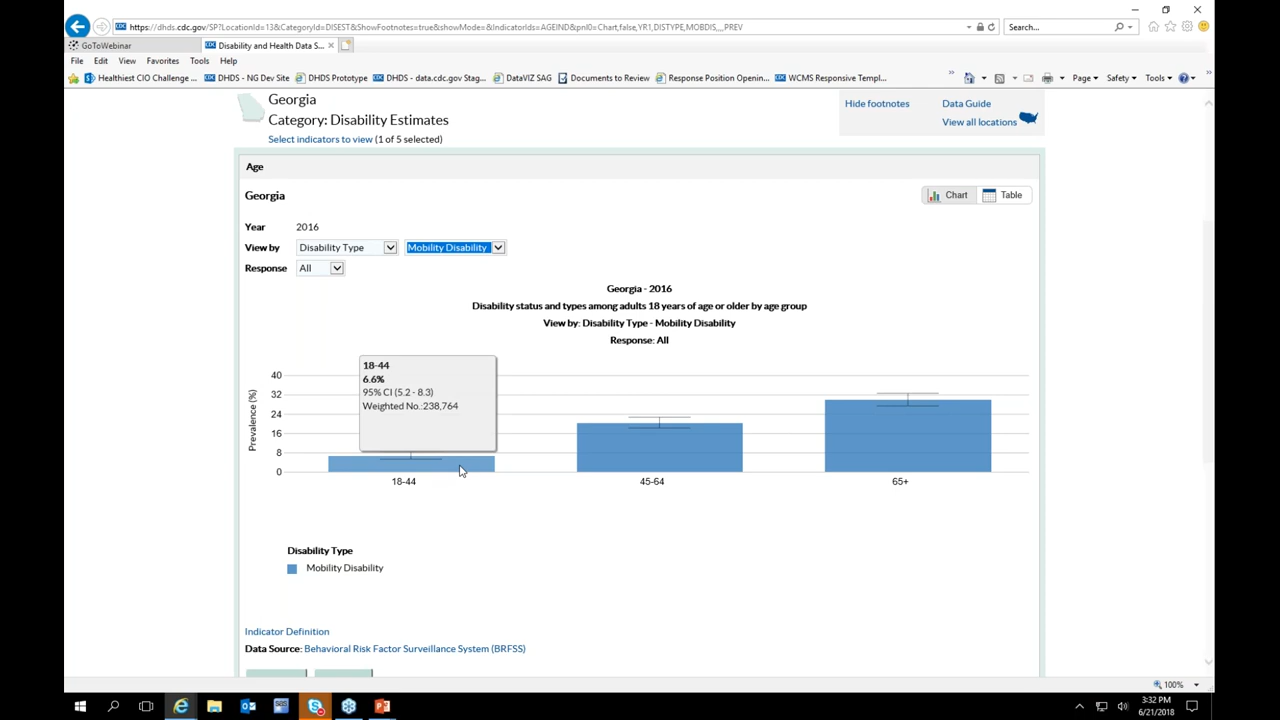 https://dhds.cdc.gov/SP?LocationId=13&CategoryId=DISEST&ShowFootnotes=true&showMode=&IndicatorIds=AGEIND&pnl0=Chart,false,YR1,DISTYPE,MOBDIS,,,,PREV
Search...
GoToWebinar
Disability and Health Data S...
File Edit View Favorites Tools Help
Healthiest CIO Challenge ... DHDS - NG Dev Site DHDS Prototype DHDS - data.cdc.gov Stag... DataVIZ SAG Documents to Review Response Position Openin... WCMS Responsive Templ...
Page Safety Tools
Georgia
Category: Disability Estimates
Select indicators to view (1 of 5 selected)
Hide footnotes
Data Guide
View all locations
Age
Georgia
Chart
Table
Year 2016
View by Disability Type Mobility Disability
Response All
Georgia - 2016
Disability status and types among adults 18 years of age or older by age group
View by: Disability Type - Mobility Disability
Response: All
18-44
6.6%
95% CI (5.2 - 8.3)
Weighted No.:238,764
Prevalence (%)
40
32
24
16
8
0
18-44
45-64
65+
Disability Type
Mobility Disability
Indicator Definition
Data Source: Behavioral Risk Factor Surveillance System (BRFSS)
100%
3:32 PM
6/21/2018